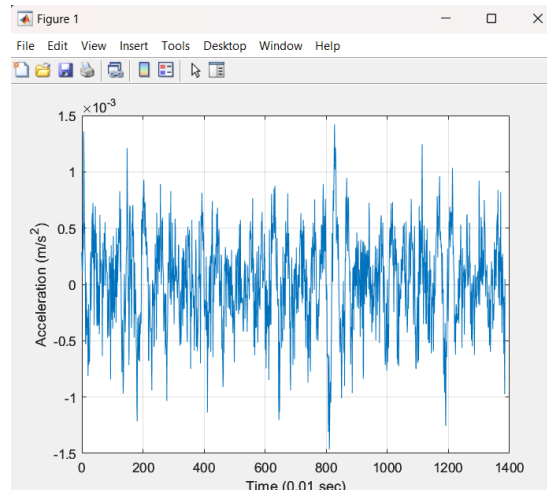 Figure 1
File Edit View Insert Tools Desktop Window Help
×10⁻³
1.5
1
0.5
0
-0.5
-1
-1.5
Acceleration (m/s²)
0 200 400 600 800 1000 1200 1400
Time (0.01 sec)